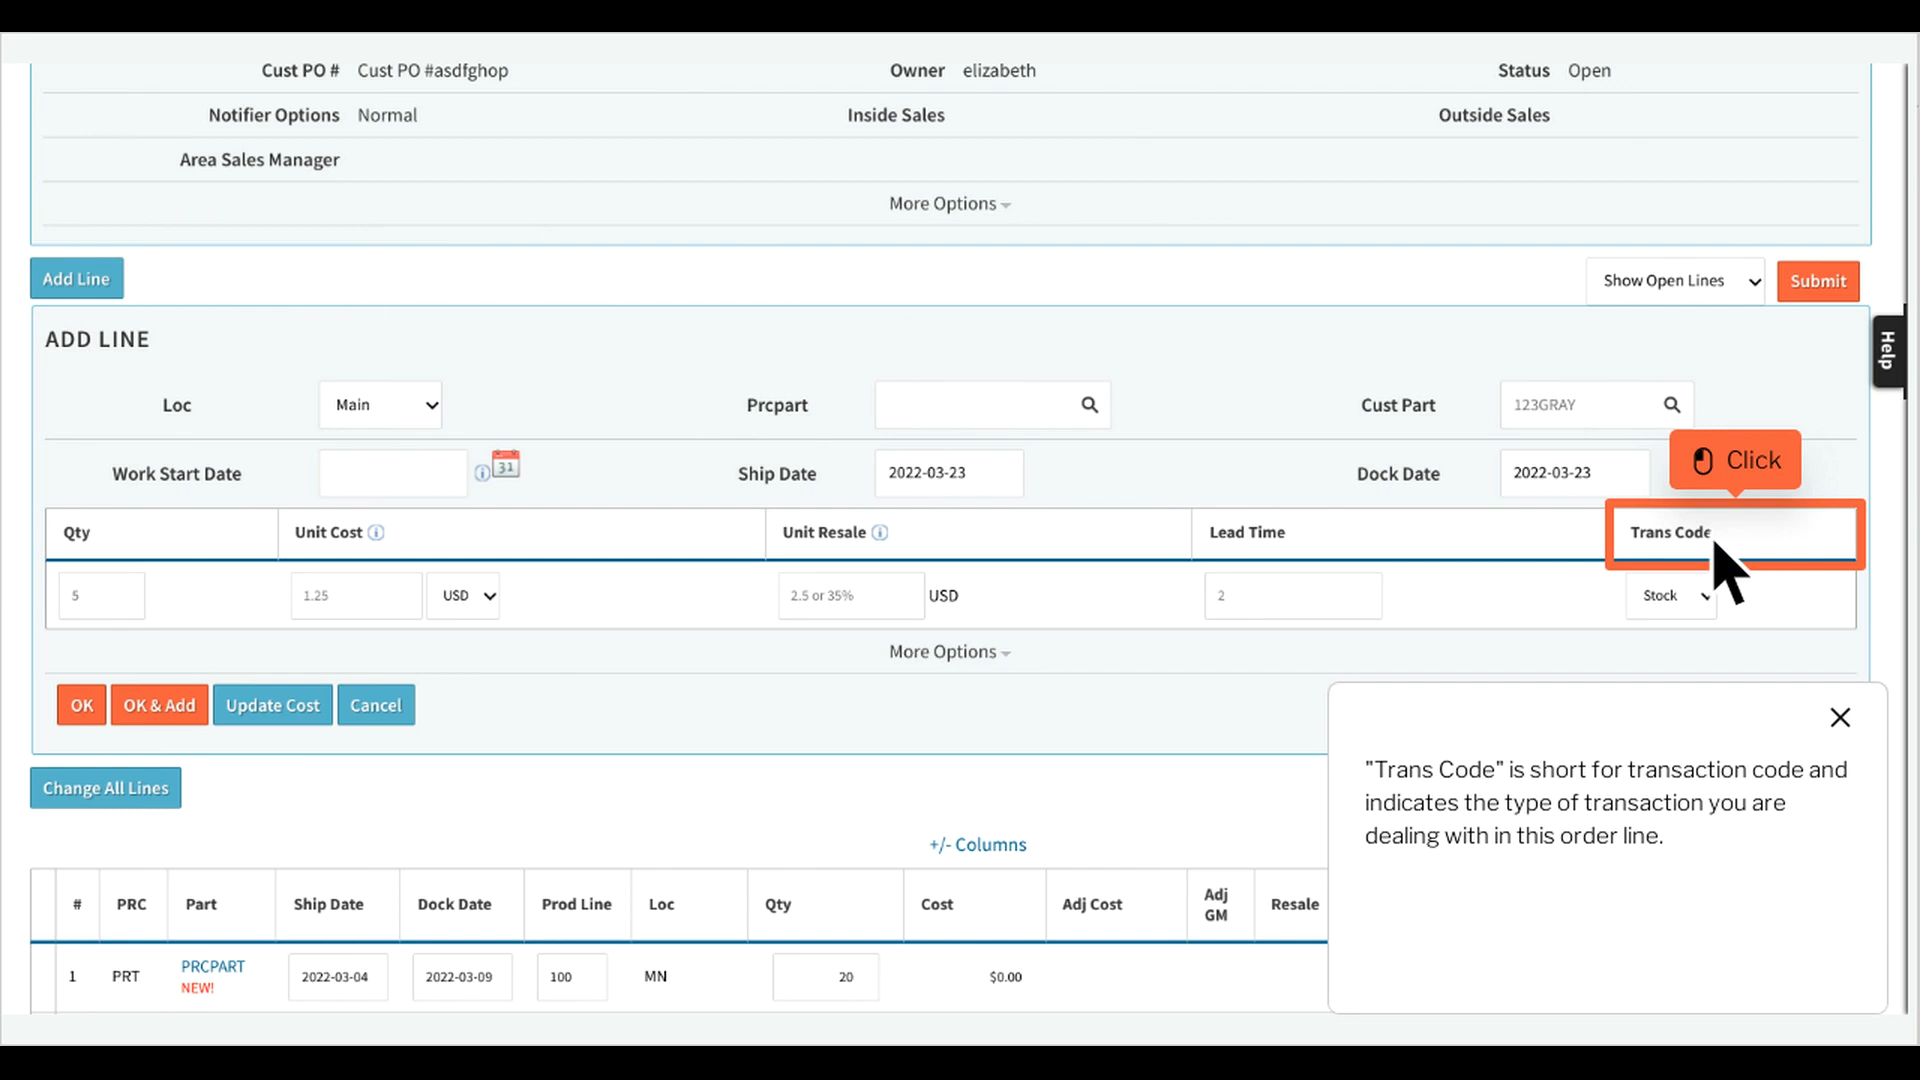 Cust PO # Cust PO #asdfghop Owner elizabeth Status Open
Notifier Options Normal Inside Sales Outside Sales
Area Sales Manager
More Options
Add Line Show Open Lines Submit
Help
ADD LINE
Loc Main Prcpart Cust Part 123GRAY
Click
Work Start Date 31 Ship Date 2022-03-23 Dock Date 2022-03-23
Qty Unit Cost Unit Resale Lead Time Trans Code
5 1.25 USD 2.5 or 35% USD 2 Stock
More Options
OK OK & Add Update Cost Cancel
Change All Lines
"Trans Code" is short for transaction code and
indicates the type of transaction you are
dealing with in this order line.
+/- Columns
# PRC Part Ship Date Dock Date Prod Line Loc Qty Cost Adj Cost Adj GM Resale
1 PRT PRCPART 2022-03-04 2022-03-09 100 MN 20 $0.00
NEW!